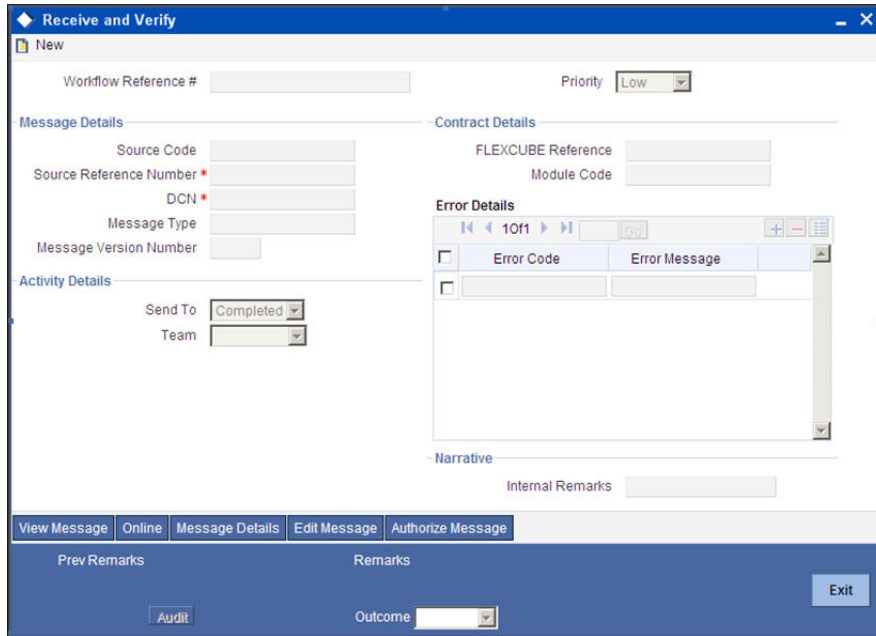 Receive and Verify
New
Workflow Reference #
Priority Low
Message Details
Source Code
Source Reference Number *
DCN *
Message Type
Message Version Number
Activity Details
Send To Completed
Team
Contract Details
FLEXCUBE Reference
Module Code
Error Details
1Of1 Go
Error Code Error Message
Narrative
Internal Remarks
View Message Online Message Details Edit Message Authorize Message
Prev Remarks Remarks
Exit
Audit Outcome